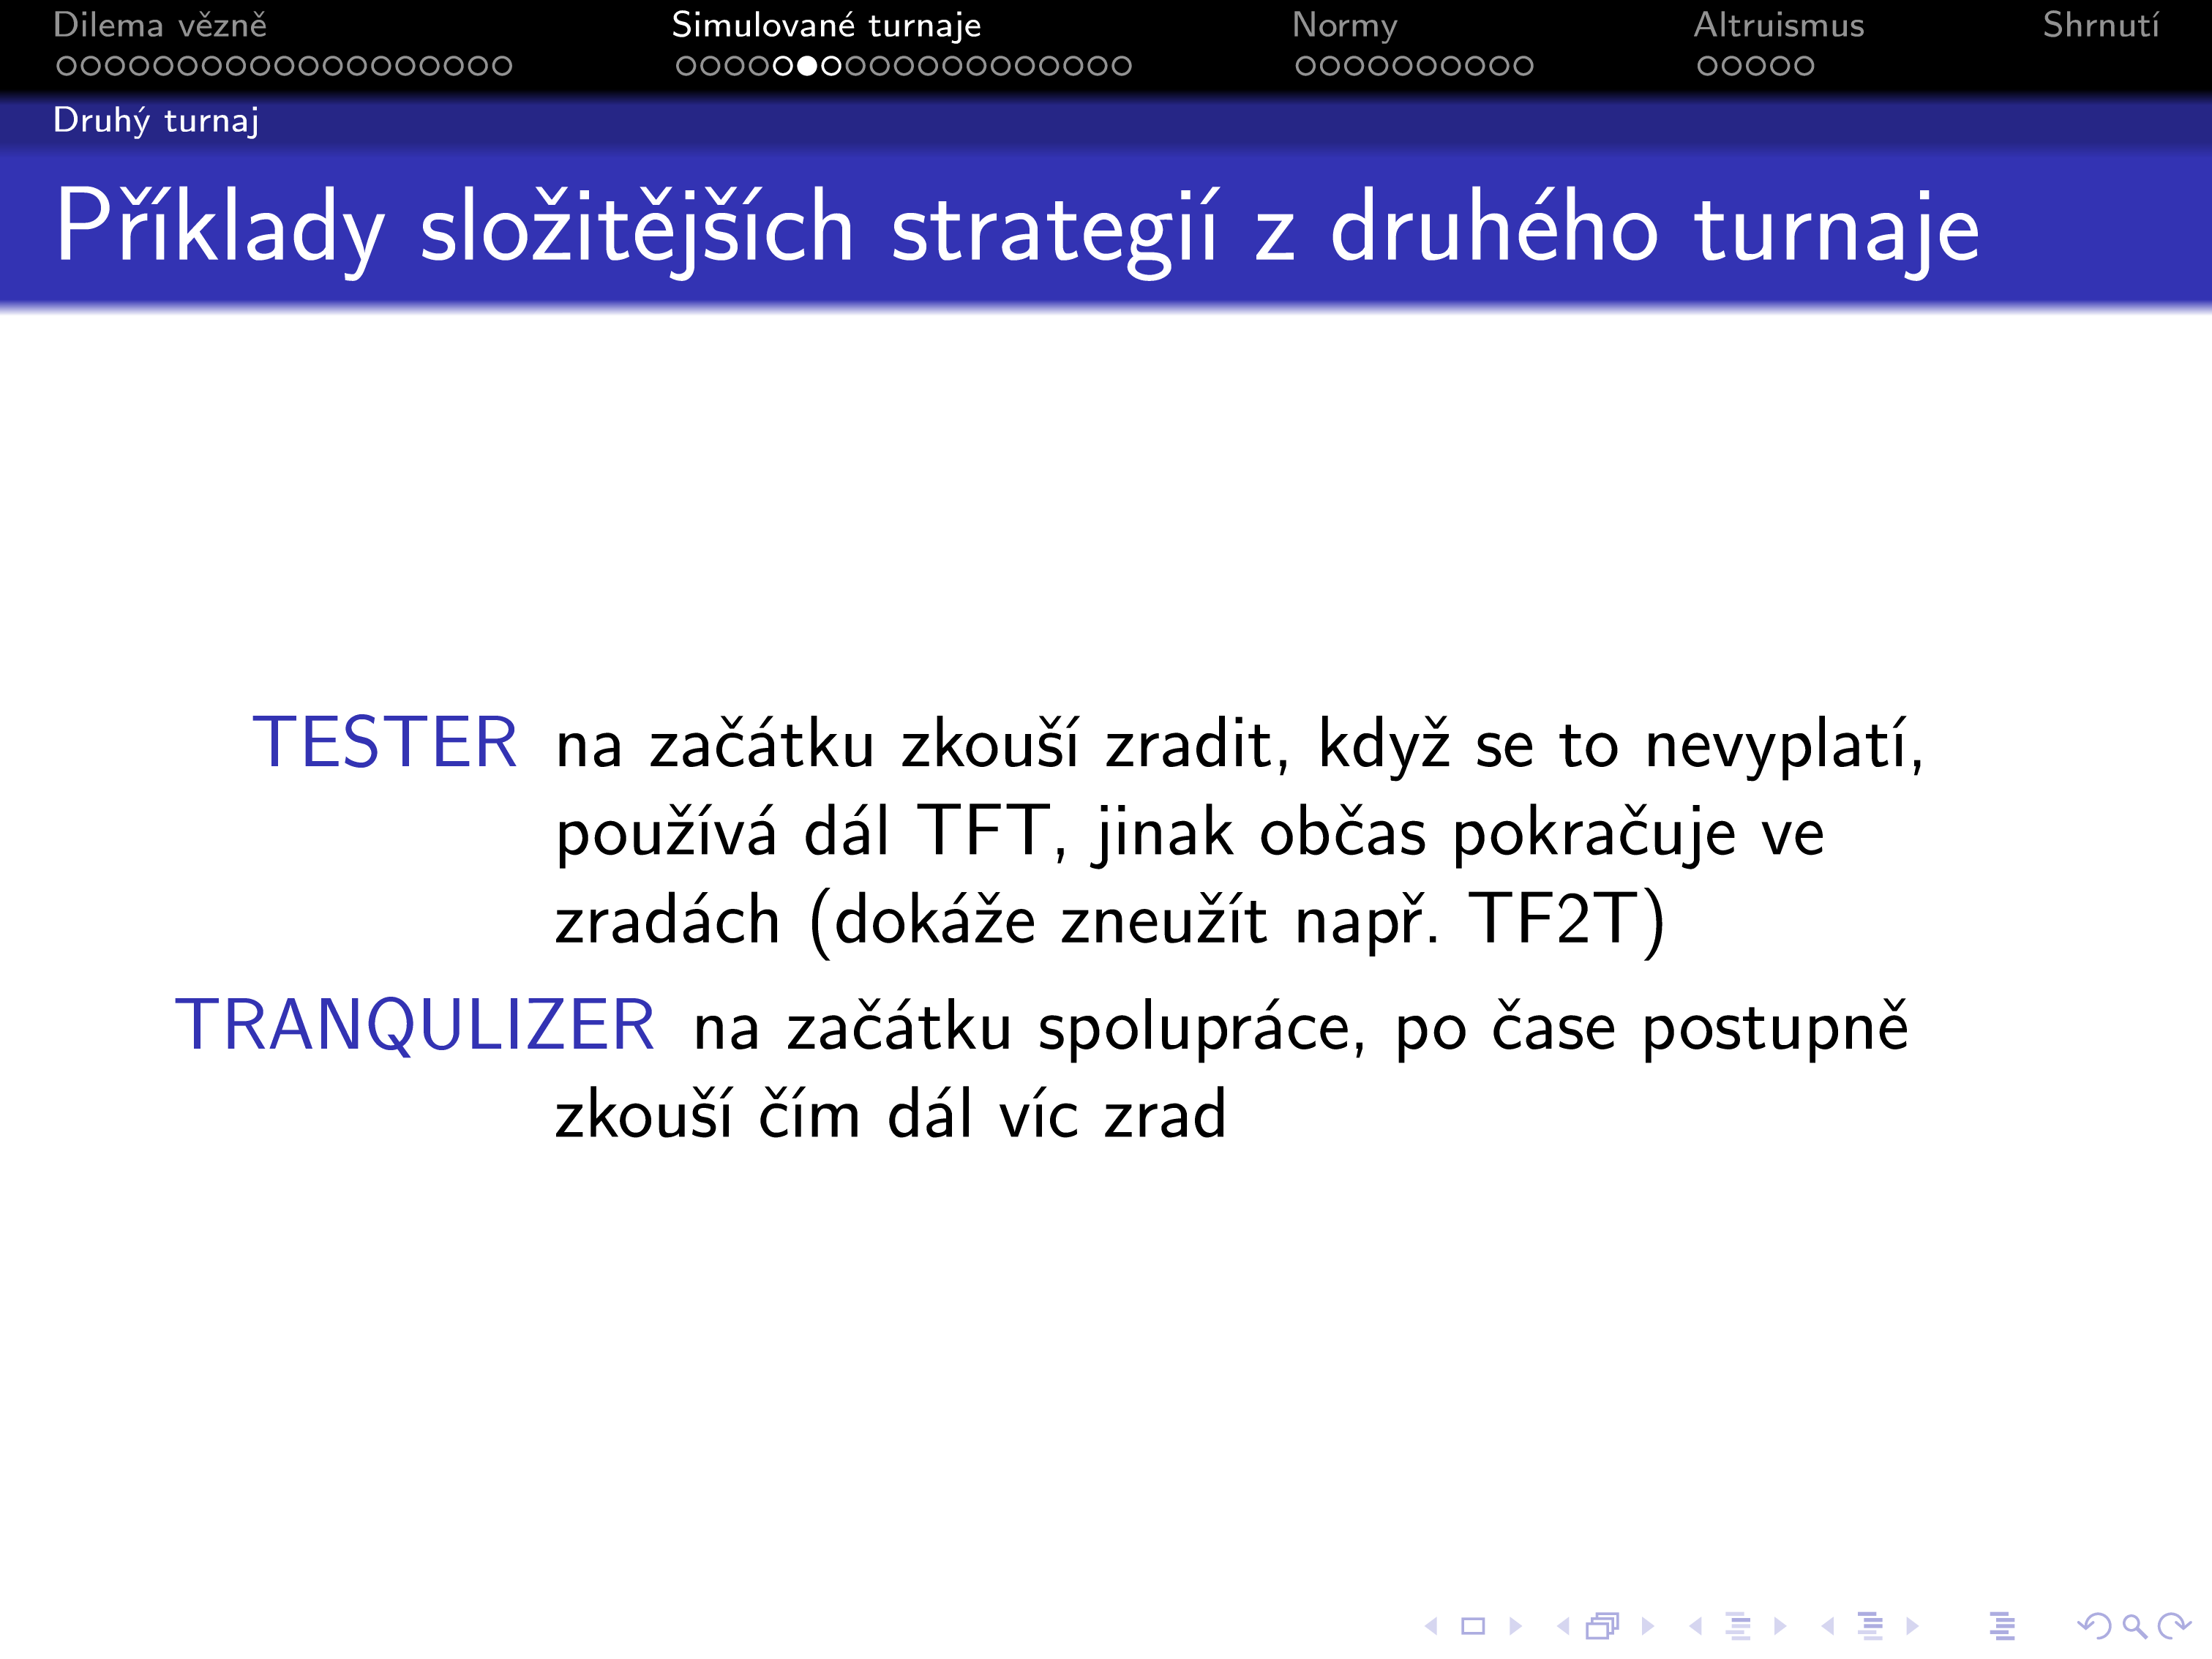 Dilema vězně Simulované turnaje Normy Altruismus Shrnutí
Druhý turnaj
Příklady složitějších strategií z druhého turnaje
TESTER na začátku zkouší zradit, když se to nevyplatí,
používá dál TFT, jinak občas pokračuje ve
zradách (dokáže zneužít např. TF2T)
TRANQULIZER na začátku spolupráce, po čase postupně
zkouší čím dál víc zrad